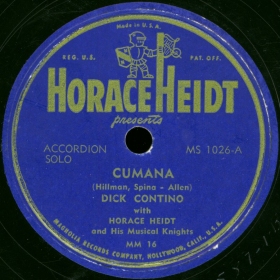 Made in U.S.A.
REG. U.S. PAT. OFF.
HORACE HEIDT
presents
ACCORDION SOLO
MS 1026-A
CUMANA
(Hillman, Spina - Allen)
DICK CONTINO
with
HORACE HEIDT
and His Musical Knights
MM 16
MAGNOLIA RECORDS COMPANY, HOLLYWOOD, CALIF., U.S.A.